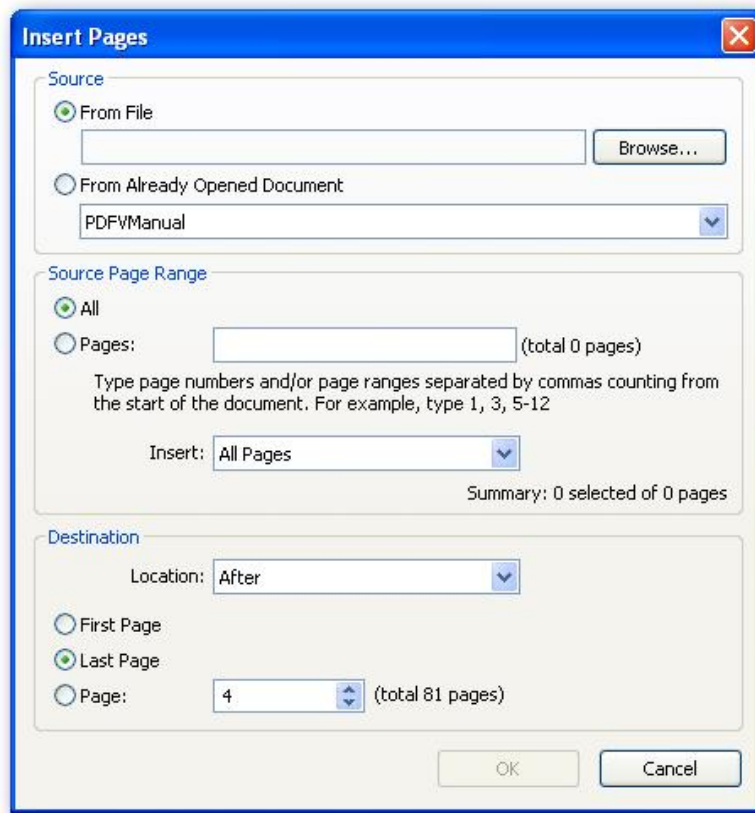 Insert Pages
Source
From File
Browse...
From Already Opened Document
PDFVManual
Source Page Range
All
Pages:
(total 0 pages)
Type page numbers and/or page ranges separated by commas counting from
the start of the document. For example, type 1, 3, 5-12
Insert: All Pages
Summary: 0 selected of 0 pages
Destination
Location: After
First Page
Last Page
Page: 4 (total 81 pages)
OK Cancel